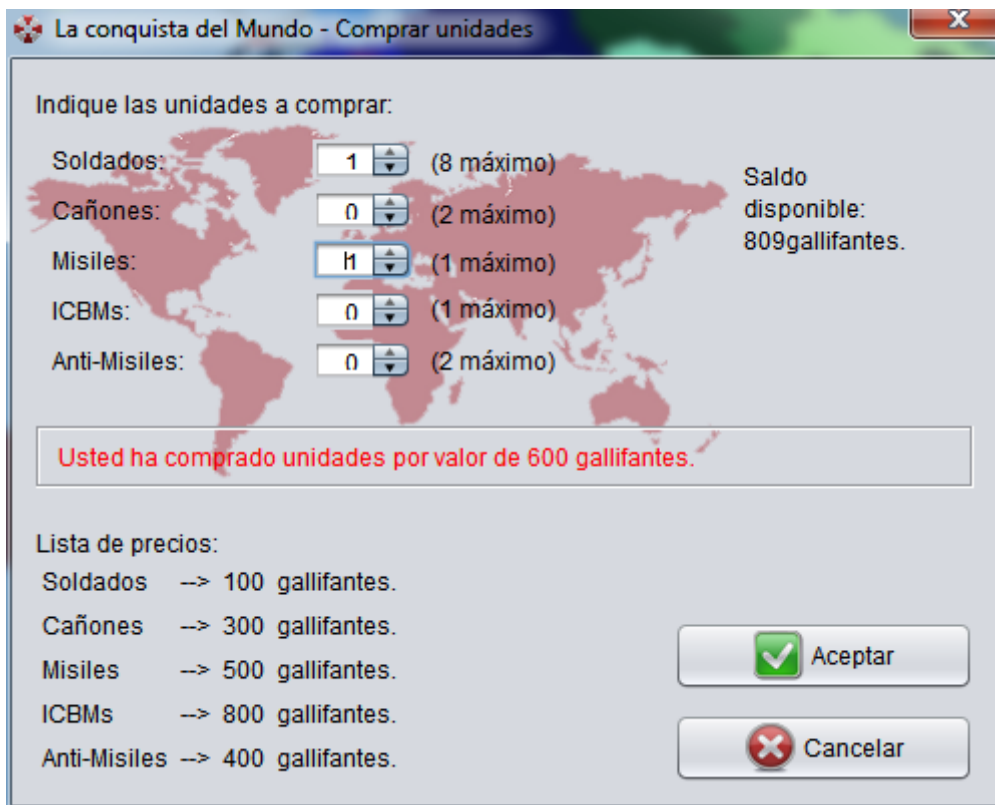 La conquista del Mundo - Comprar unidades
Indique las unidades a comprar:
Soldados: 1 (8 máximo)
Cañones: 0 (2 máximo)
Misiles: 1 (1 máximo)
ICBMs: 0 (1 máximo)
Anti-Misiles: 0 (2 máximo)
Saldo
disponible:
809gallifantes.
Usted ha comprado unidades por valor de 600 gallifantes.
Lista de precios:
Soldados --> 100 gallifantes.
Cañones --> 300 gallifantes.
Misiles --> 500 gallifantes.
ICBMs --> 800 gallifantes.
Anti-Misiles --> 400 gallifantes.
Aceptar
Cancelar